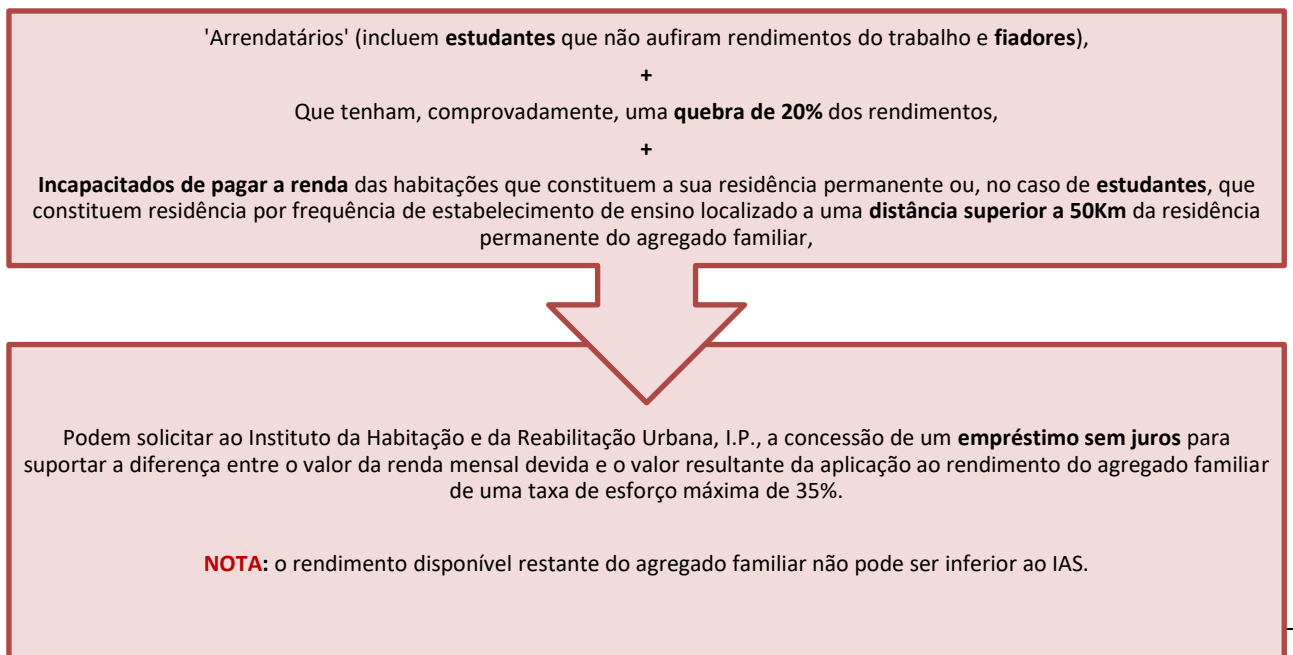 'Arrendatários' (incluem estudantes que não aufiram rendimentos do trabalho e fiadores),
+
Que tenham, comprovadamente, uma quebra de 20% dos rendimentos,
+
Incapacitados de pagar a renda das habitações que constituem a sua residência permanente ou, no caso de estudantes, que
constituem residência por frequência de estabelecimento de ensino localizado a uma distância superior a 50Km da residência
permanente do agregado familiar,
Podem solicitar ao Instituto da Habitação e da Reabilitação Urbana, I.P., a concessão de um empréstimo sem juros para
suportar a diferença entre o valor da renda mensal devida e o valor resultante da aplicação ao rendimento do agregado familiar
de uma taxa de esforço máxima de 35%.
NOTA: o rendimento disponível restante do agregado familiar não pode ser inferior ao IAS.